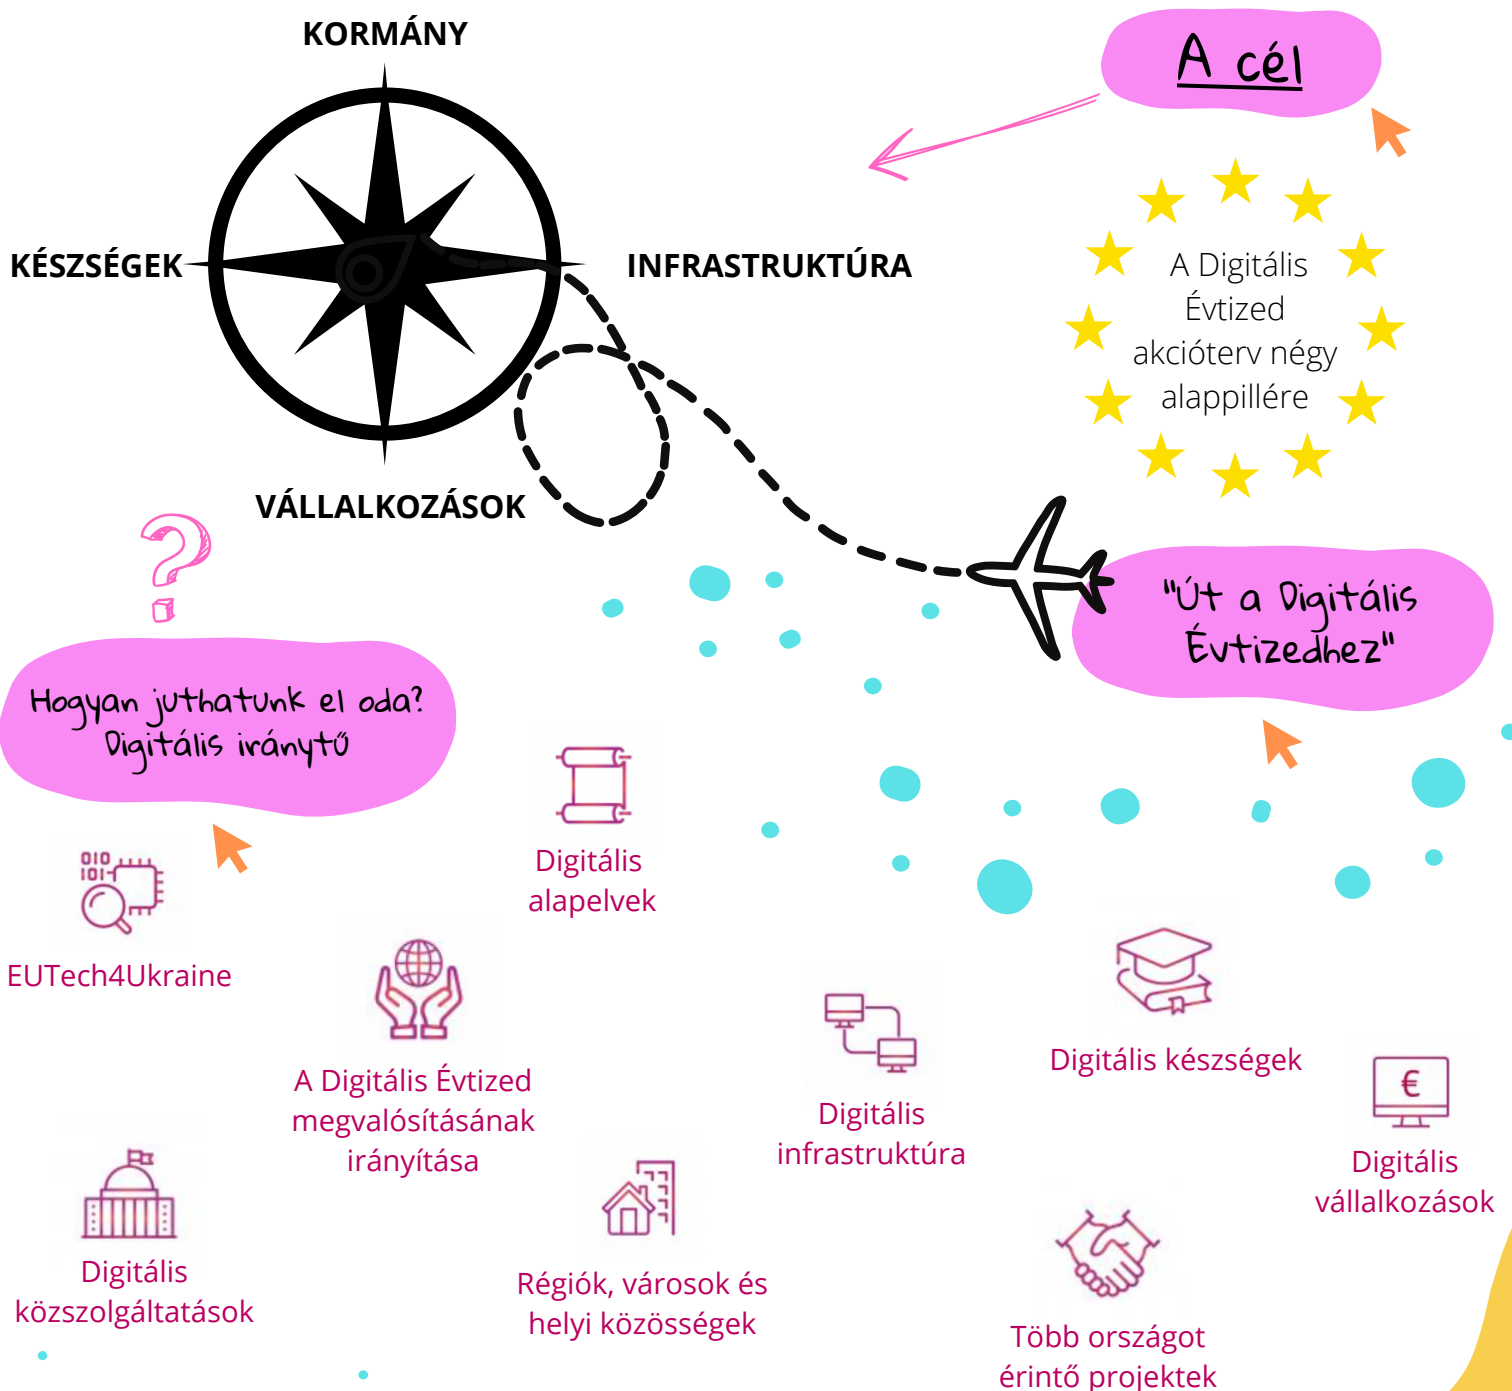 KORMÁNY
KÉSZSÉGEK
INFRASTRUKTÚRA
VÁLLALKOZÁSOK
A cél
A Digitális
Évtized
akcióterv négy
alappillére
"Út a Digitális
Évtizedhez"
?
Hogyan juthatunk el oda?
Digitális iránytű
Digitális
alapelvek
010
101
EUTech4Ukraine
A Digitális Évtized
megvalósításának
irányítása
Digitális
infrastruktúra
Digitális készségek
€
Digitális
vállalkozások
Digitális
közszolgáltatások
Régiók, városok és
helyi közösségek
Több országot
érintő projektek